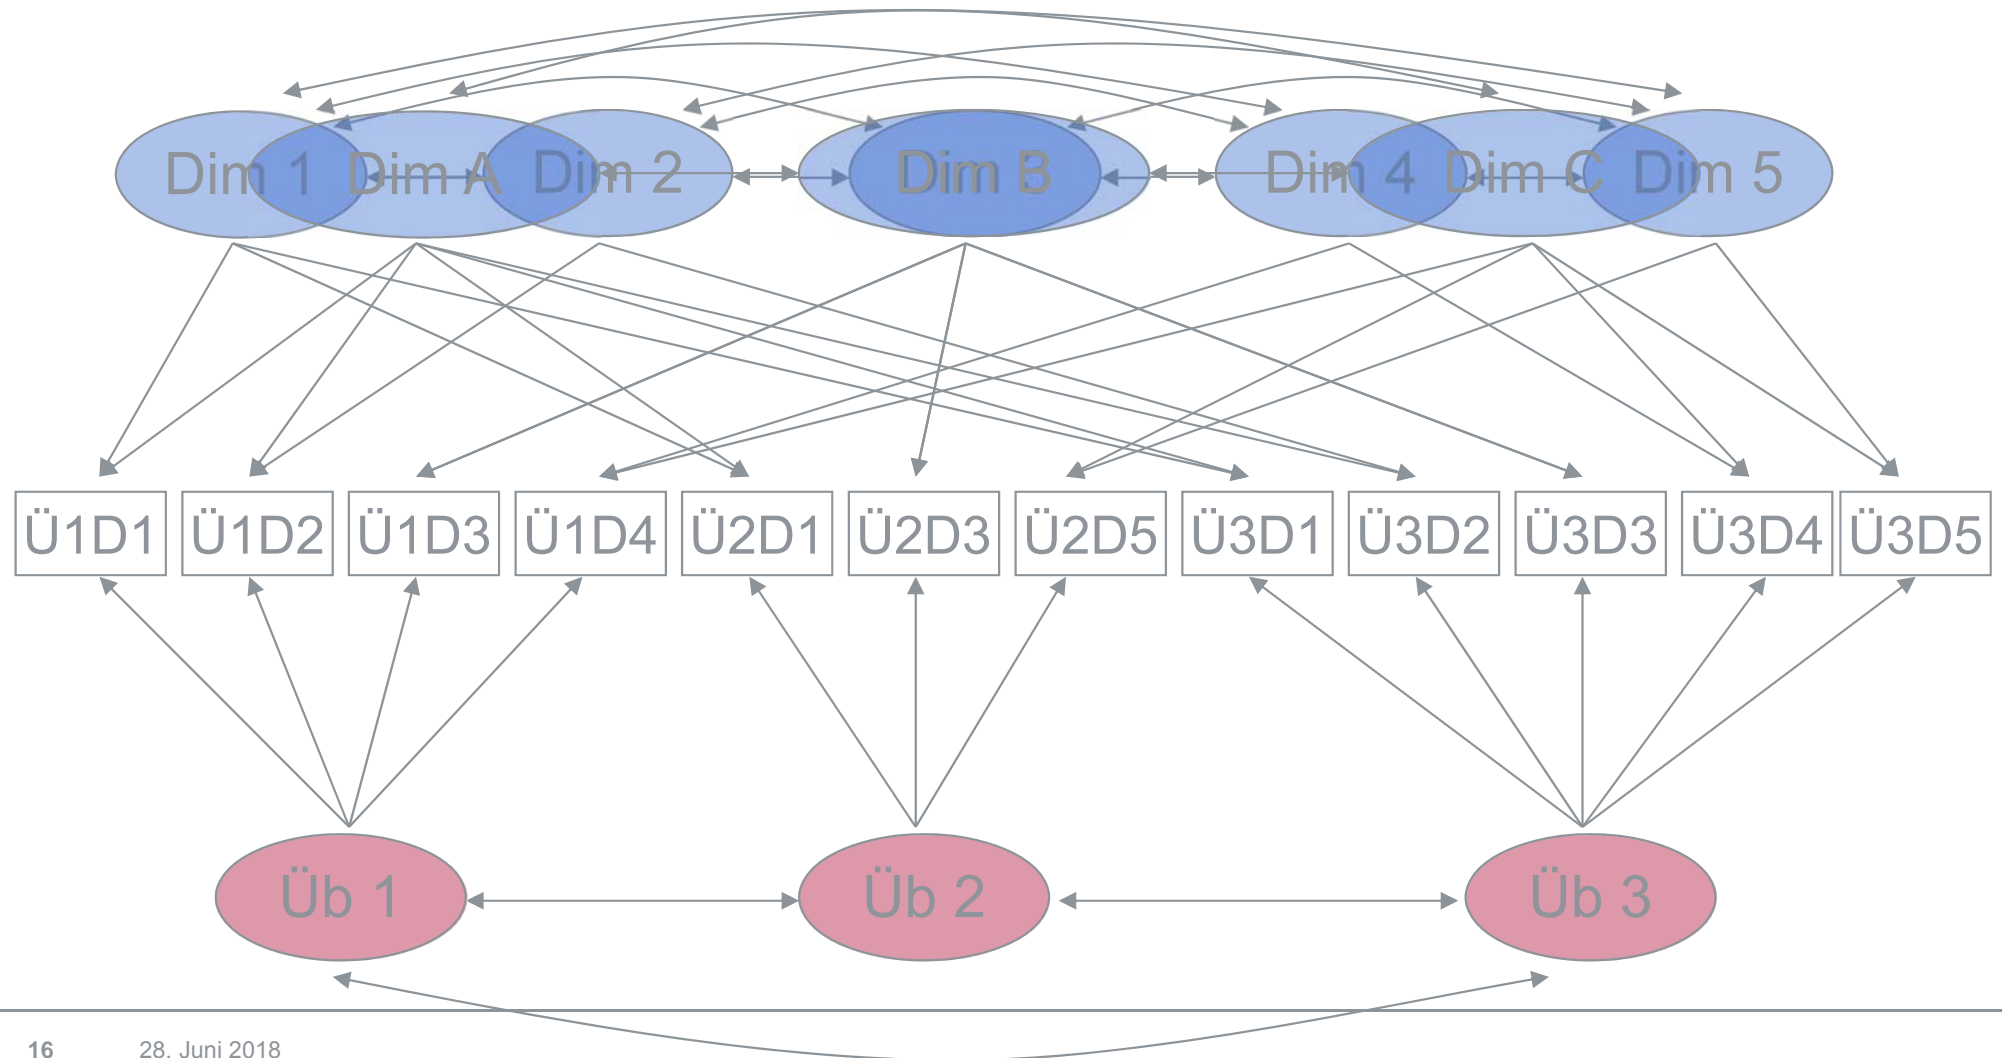 Dim 1 Dim A Dim 2 Dim B Dim 4 Dim C Dim 5
Ü1D1 Ü1D2 Ü1D3 Ü1D4 Ü2D1 Ü2D3 Ü2D5 Ü3D1 Ü3D2 Ü3D3 Ü3D4 Ü3D5
Üb 1 Üb 2 Üb 3
16 28. Juni 2018